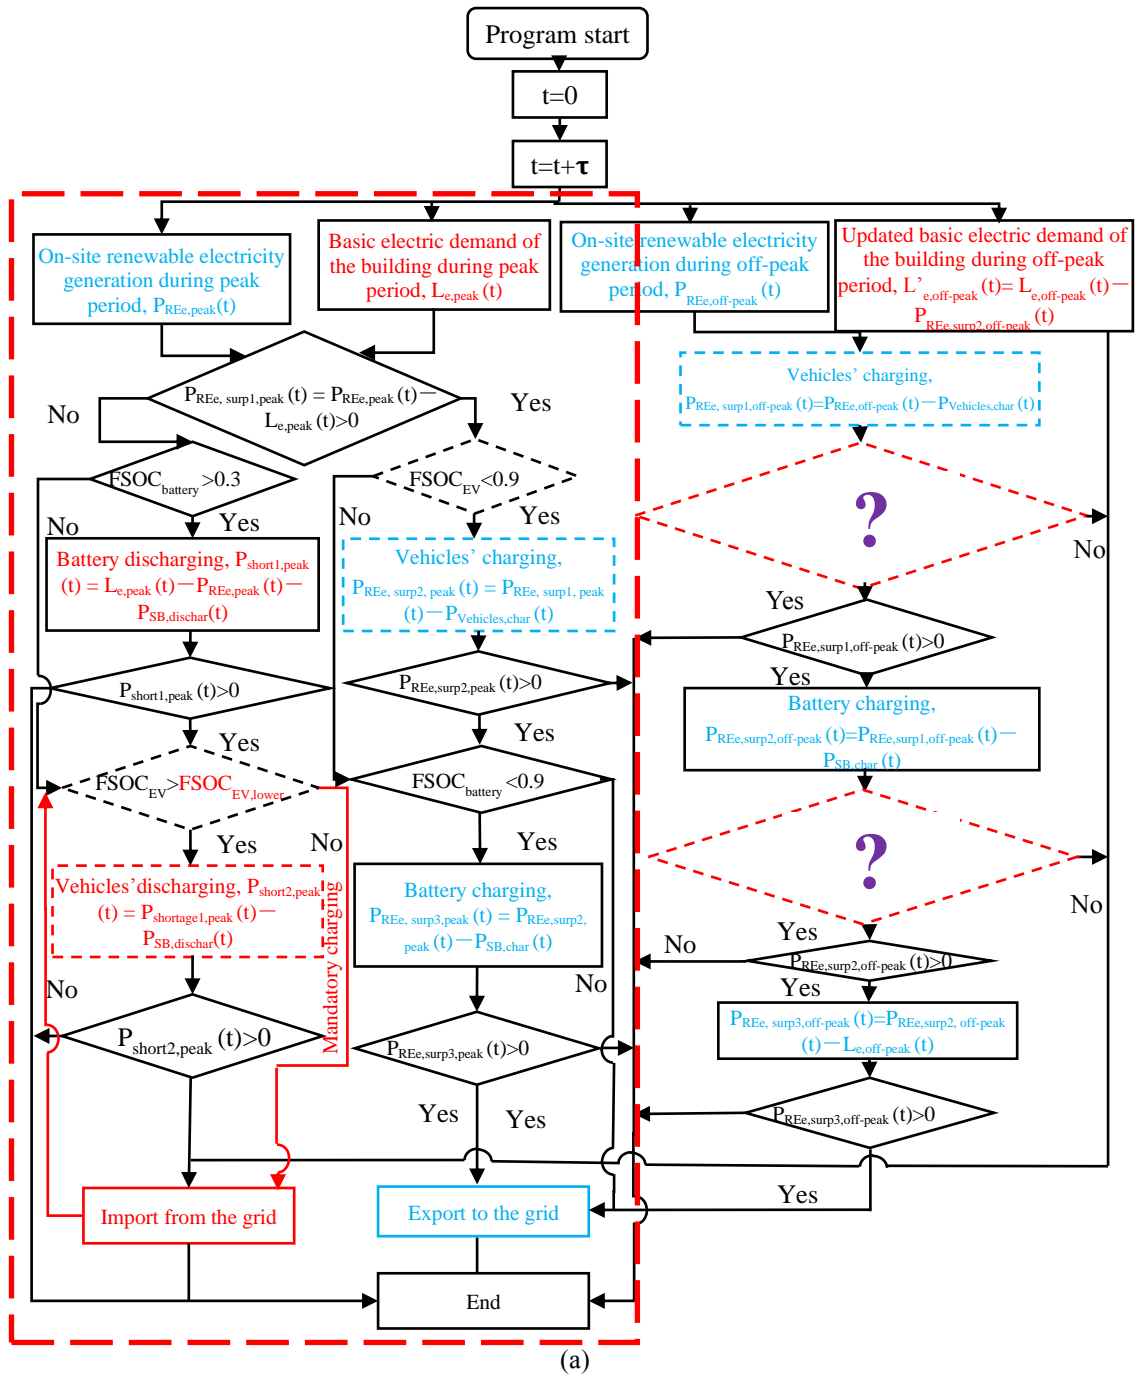 Program start
t=0
t=t+τ
On-site renewable electricity
generation during peak
period, P_REe,peak(t)
Basic electric demand of
the building during peak
period, L_e,peak(t)
On-site renewable electricity
generation during off-peak
period, P_REe,off-peak(t)
Updated basic electric demand of
the building during off-peak
period, L’_e,off-peak(t)= L_e,off-peak(t)−
P_REe,surp2,off-peak(t)
P_REe, surp1,peak(t) = P_REe,peak(t)−
L_e,peak(t)>0
No
Yes
Vehicles’ charging,
P_REe, surp1,off-peak(t)=P_REe,off-peak(t)−P_Vehicles,char(t)
FSOC_battery>0.3
FSOC_EV<0.9
No
Yes
No
Yes
?
No
Yes
Battery discharging, P_short1,peak
(t) = L_e,peak(t)−P_REe,peak(t)−
P_SB,dischar(t)
Vehicles’ charging,
P_REe, surp2, peak(t) = P_REe, surp1, peak
(t)−P_Vehicles,char(t)
P_REe,surp1,off-peak(t)>0
Yes
P_short1,peak(t)>0
P_REe,surp2,peak(t)>0
Battery charging,
P_REe,surp2,off-peak(t)=P_REe,surp1,off-peak(t)−
P_SB,char(t)
Yes
Yes
FSOC_EV>FSOC_EV,lower
FSOC_battery<0.9
Yes
No
Yes
?
No
Yes
Vehicles’discharging, P_short2,peak
(t) = P_shortage1,peak(t)−
P_SB,dischar(t)
Mandatory charging
Battery charging,
P_REe, surp3,peak(t) = P_REe,surp2,
peak(t)−P_SB,char(t)
No
P_REe,surp2,off-peak(t)>0
Yes
No
No
P_REe, surp3,off-peak(t)=P_REe,surp2, off-peak
(t)−L_e,off-peak(t)
P_short2,peak(t)>0
P_REe,surp3,peak(t)>0
Yes
Yes
P_REe,surp3,off-peak(t)>0
Yes
Import from the grid
Export to the grid
End
(a)